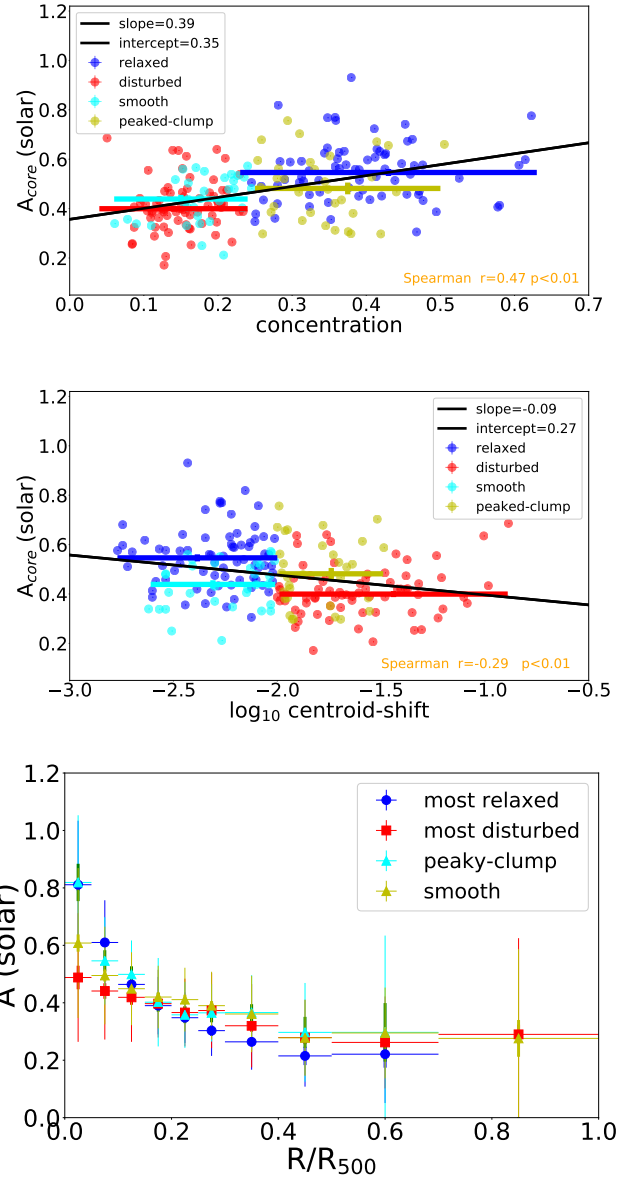 slope=0.39
intercept=0.35
relaxed
disturbed
smooth
peaked-clump
1.2
1.0
0.8
0.6
0.4
0.2
A_core (solar)
Spearman r=0.47 p<0.01
0.0 0.1 0.2 0.3 0.4 0.5 0.6 0.7
concentration
slope=-0.09
intercept=0.27
relaxed
disturbed
smooth
peaked-clump
1.2
1.0
0.8
0.6
0.4
0.2
A_core (solar)
Spearman r=-0.29 p<0.01
−3.0 −2.5 −2.0 −1.5 −1.0 −0.5
log₁₀ centroid-shift
most relaxed
most disturbed
peaky-clump
smooth
1.2
1.0
0.8
0.6
0.4
0.2
0.0
A (solar)
0.0 0.2 0.4 0.6 0.8 1.0
R/R₅₀₀